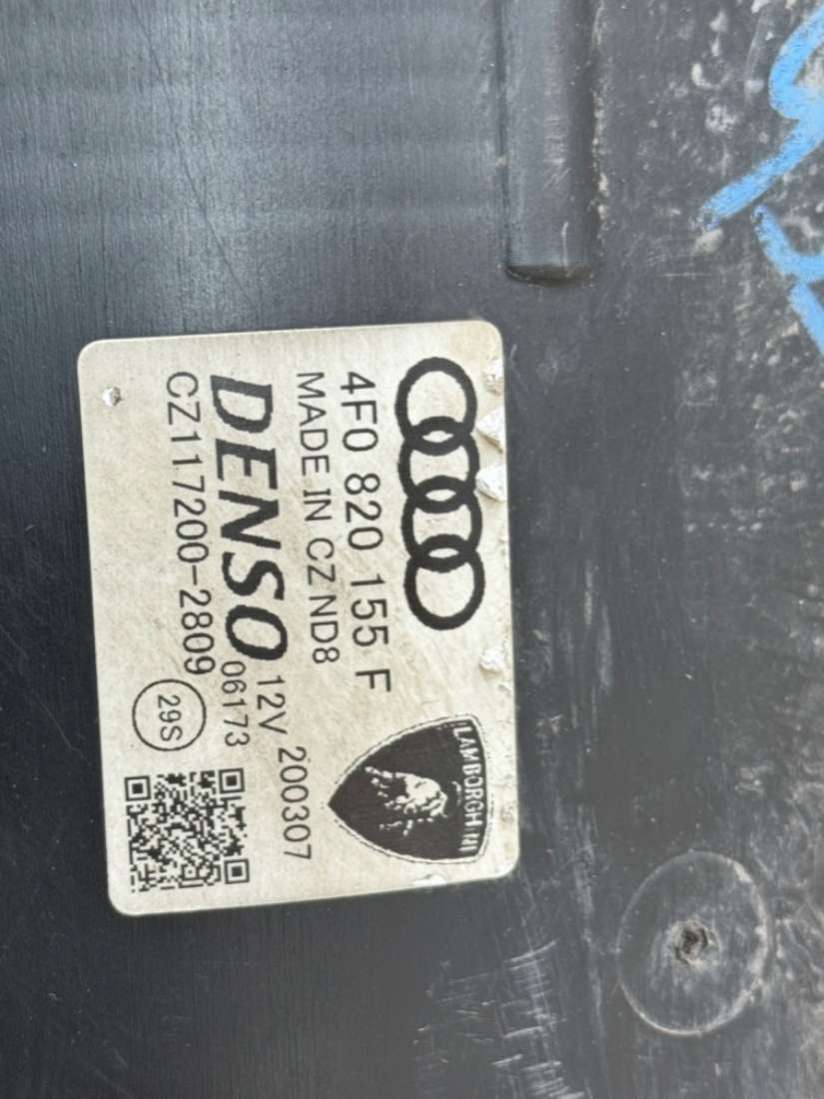 4F0 820 155 F
LAMBORGHINI
MADE IN CZ ND8
DENSO
12V 200307
06173
CZ117200-2809
29S